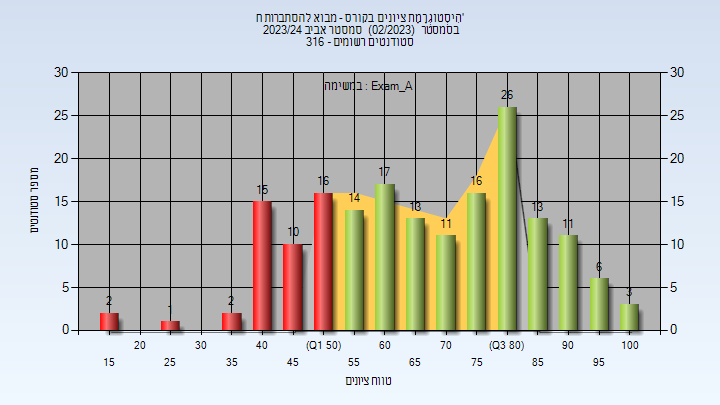 הִיסְטוֹגְרָמַת ציונים בקורס - מבוא להסתברות ח'
בסמסטר (02/2023) סמסטר אביב 2023/24
סטודנטים רשומים - 316
במשימה : Exam_A
30 30
25 25
20 20
15 15
10 10
5 5
0 0
מספר סטודנטים
2 1 2 15 10 16 14 17 13 11 16 26 13 11 6 3
20 30 40 (Q1 50) 60 70 (Q3 80) 90 100
15 25 35 45 55 65 75 85 95
טווח ציונים